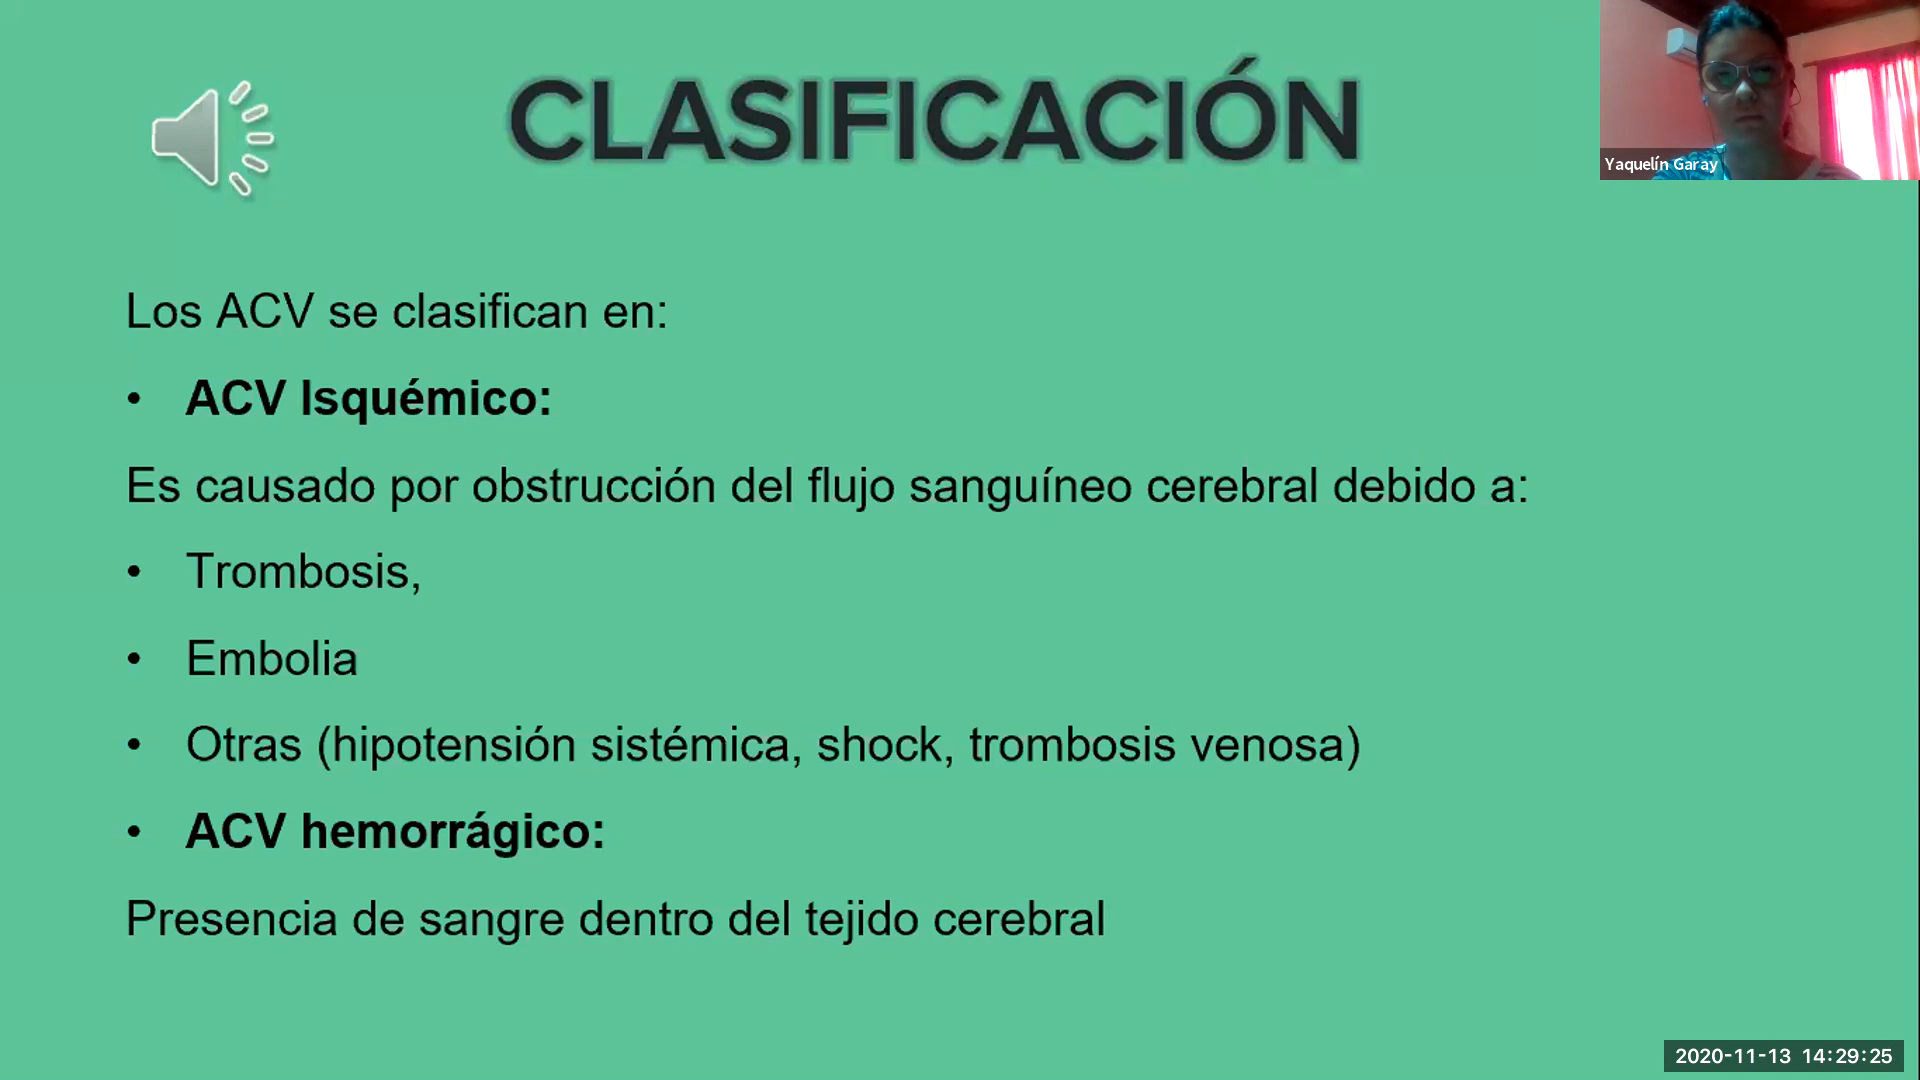 CLASIFICACIÓN
Yaquelín Garay
Los ACV se clasifican en:
• ACV Isquémico:
Es causado por obstrucción del flujo sanguíneo cerebral debido a:
• Trombosis,
• Embolia
• Otras (hipotensión sistémica, shock, trombosis venosa)
• ACV hemorrágico:
Presencia de sangre dentro del tejido cerebral
2020-11-13 14:29:25